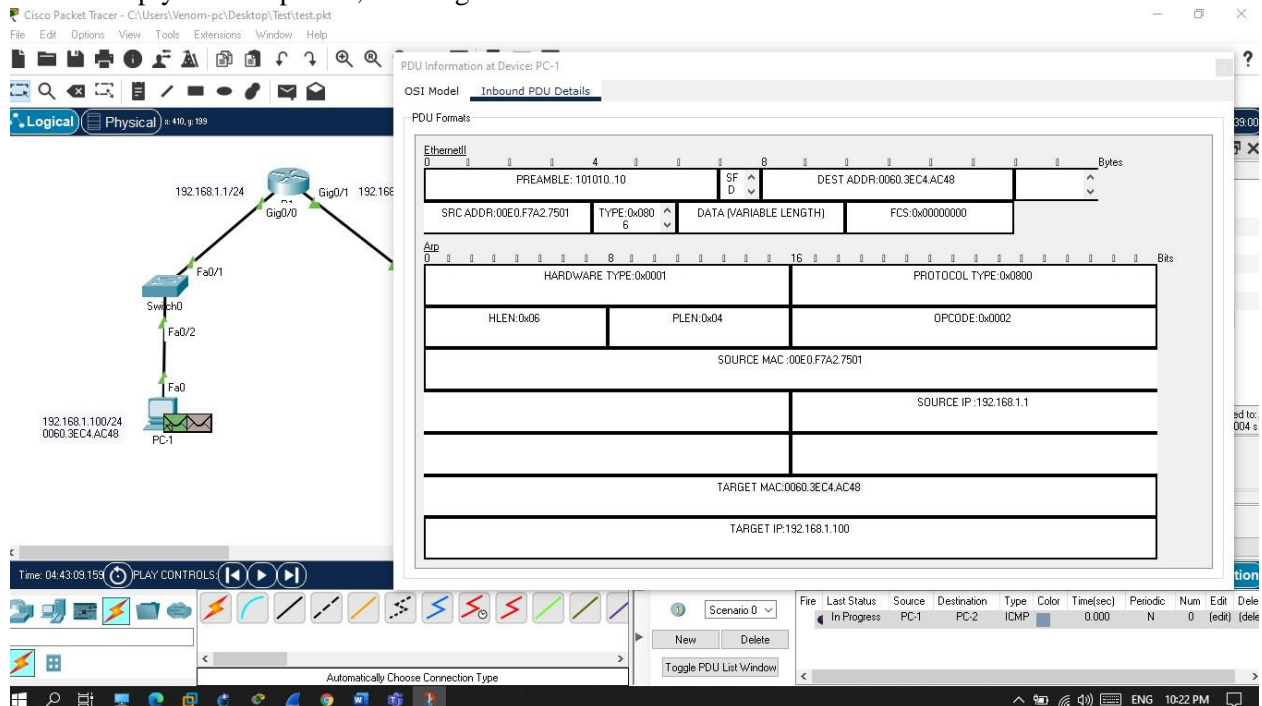 Cisco Packet Tracer - C:\Users\Venom-pc\Desktop\Test\test.pkt
File Edit Options View Tools Extensions Window Help
PDU Information at Device: PC-1
OSI Model Inbound PDU Details
Logical Physical x: 410, y: 199
PDU Formats
39:00
EthernetII
0 4 8 Bytes
PREAMBLE: 101010..10
SF
D
DEST ADDR:0060.3EC4.AC48
SRC ADDR:00E0.F7A2.7501
TYPE:0x080
6
DATA (VARIABLE LENGTH)
FCS:0x00000000
Arp
0 8 16 Bits
HARDWARE TYPE:0x0001
PROTOCOL TYPE:0x0800
HLEN:0x06
PLEN:0x04
OPCODE:0x0002
SOURCE MAC :00E0.F7A2.7501
SOURCE IP :192.168.1.1
TARGET MAC:0060.3EC4.AC48
TARGET IP:192.168.1.100
192.168.1.1/24
Gig0/1 192.168
Gig0/0
Fa0/1
Switch0
Fa0/2
Fa0
192.168.1.100/24
0060.3EC4.AC48
PC-1
ed to:
004 s
Time: 04:43:09.159 PLAY CONTROLS:
tion
Scenario 0
New Delete
Toggle PDU List Window
Fire Last Status Source Destination Type Color Time(sec) Periodic Num Edit Dele
In Progress PC-1 PC-2 ICMP 0.000 N 0 (edit) (dele
Automatically Choose Connection Type
ENG 10:22 PM